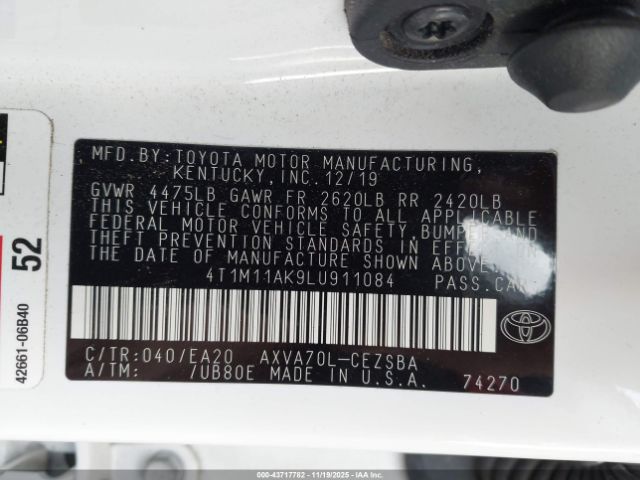 MFD.BY:TOYOTA MOTOR MANUFACTURING,
KENTUCKY, INC. 12/19
GVWR 4475LB GAWR FR 2620LB RR 2420LB
THIS VEHICLE CONFORMS TO ALL APPLICABLE
FEDERAL MOTOR VEHICLE SAFETY, BUMPER, AND
THEFT PREVENTION STANDARDS IN EFFECT ON
THE DATE OF MANUFACTURE SHOWN ABOVE.
4T1M11AK9LU911084 PASS.CAR
C/TR:040/EA20 AXVA70L-CEZSBA
A/TM: /UB80E MADE IN U.S.A. 74270
52
42661-06B40
000-43717782 - 11/19/2025 - IAAI.COM